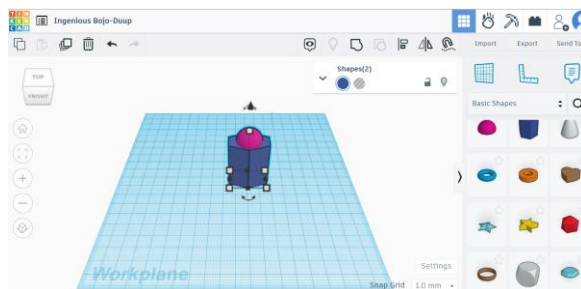 TIN
KER
CAD
Ingenious Bojo-Duup
Import
Export
Send To
Shapes(2)
TOP
FRONT
Basic Shapes
Workplane
Settings
Snap Grid
1.0 mm